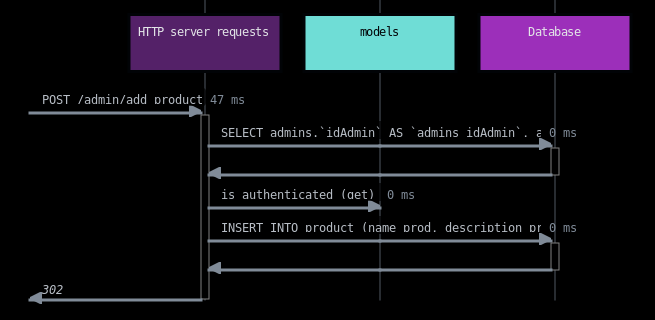 HTTP server requests
models
Database
POST /admin/add_product 47 ms
SELECT admins.`idAdmin` AS `admins_idAdmin`, a 0 ms
is_authenticated (get) 0 ms
INSERT INTO product (name_prod, description_pr 0 ms
302